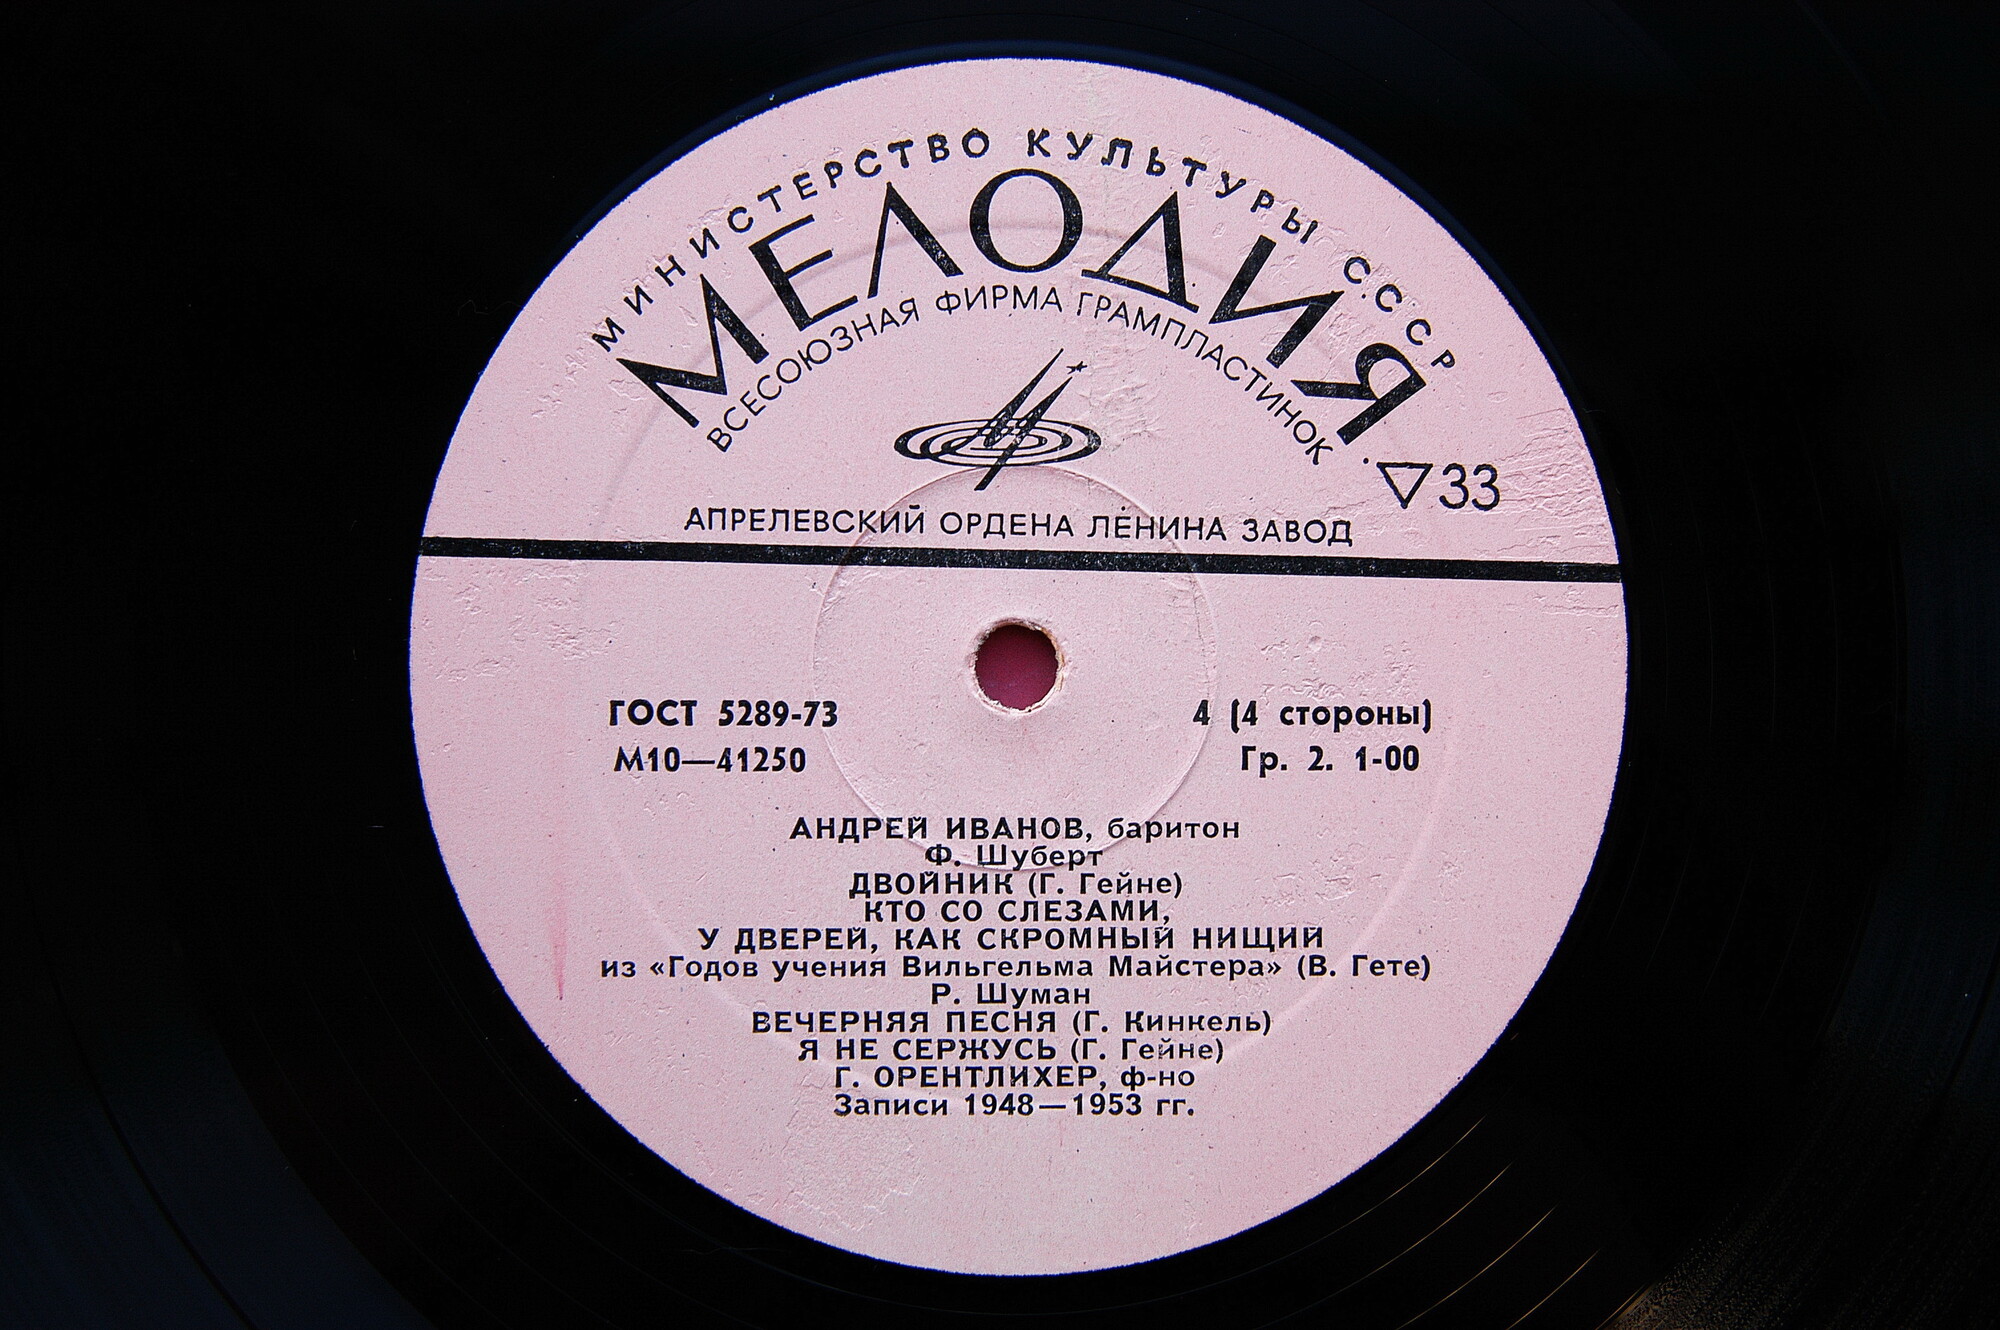 МИНИСТЕРСТВО КУЛЬТУРЫ СССР
МЕЛОДИЯ
ВСЕСОЮЗНАЯ ФИРМА ГРАМПЛАСТИНОК
33
АПРЕЛЕВСКИЙ ОРДЕНА ЛЕНИНА ЗАВОД
ГОСТ 5289-73 4 (4 стороны)
М10—41250 Гр. 2. 1-00
АНДРЕЙ ИВАНОВ, баритон
Ф. Шуберт
ДВОЙНИК (Г. Гейне)
КТО СО СЛЕЗАМИ,
У ДВЕРЕЙ, КАК СКРОМНЫЙ НИЩИЙ
из «Годов учения Вильгельма Майстера» (В. Гете)
Р. Шуман
ВЕЧЕРНЯЯ ПЕСНЯ (Г. Кинкель)
Я НЕ СЕРЖУСЬ (Г. Гейне)
Г. ОРЕНТЛИХЕР, ф-но
Записи 1948—1953 гг.